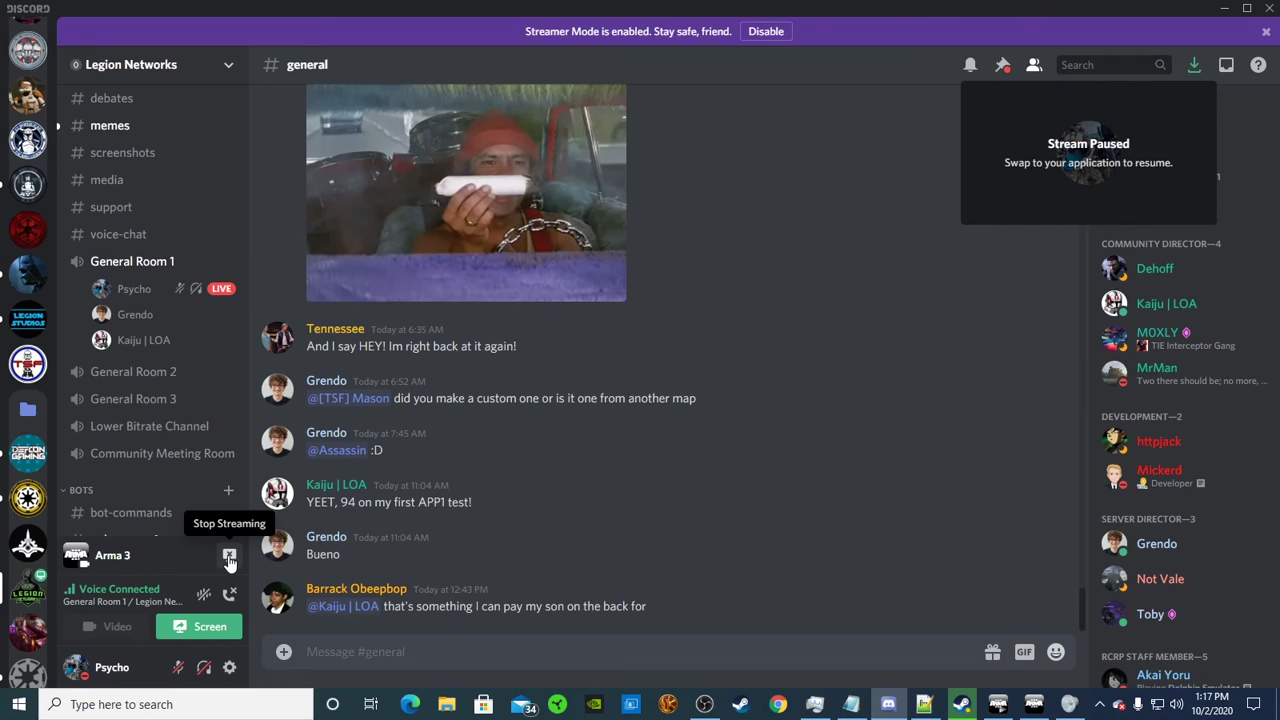 DISCORD
Streamer Mode is enabled. Stay safe, friend. Disable
Legion Networks
debates
memes
screenshots
media
support
voice-chat
General Room 1
Psycho LIVE
Grendo
Kaiju | LOA
General Room 2
General Room 3
Lower Bitrate Channel
Community Meeting Room
BOTS
bot-commands
Stop Streaming
Arma 3
Voice Connected
General Room 1 / Legion Ne...
Video
Screen
Psycho
# general
Search
Tennessee Today at 6:35 AM
And I say HEY! Im right back at it again!
Grendo Today at 6:52 AM
@[TSF] Mason did you make a custom one or is it one from another map
Grendo Today at 7:45 AM
@Assassin :D
Kaiju | LOA Today at 11:04 AM
YEET, 94 on my first APP1 test!
Grendo Today at 11:04 AM
Bueno
Barrack Obeepbop Today at 12:43 PM
@Kaiju | LOA that's something I can pay my son on the back for
Message #general
GIF
Stream Paused
Swap to your application to resume.
COMMUNITY DIRECTOR—4
Dehoff
Kaiju | LOA
M0XLY
TIE Interceptor Gang
MrMan
Two there should be; no more, ...
DEVELOPMENT—2
httpjack
Mickerd
Developer
SERVER DIRECTOR—3
Grendo
Not Vale
Toby
RCRP STAFF MEMBER—5
Akai Yoru
LEGION STUDIOS
TSF
DEFCON GAMING
LEGION
Type here to search
34
1:17 PM
10/2/2020